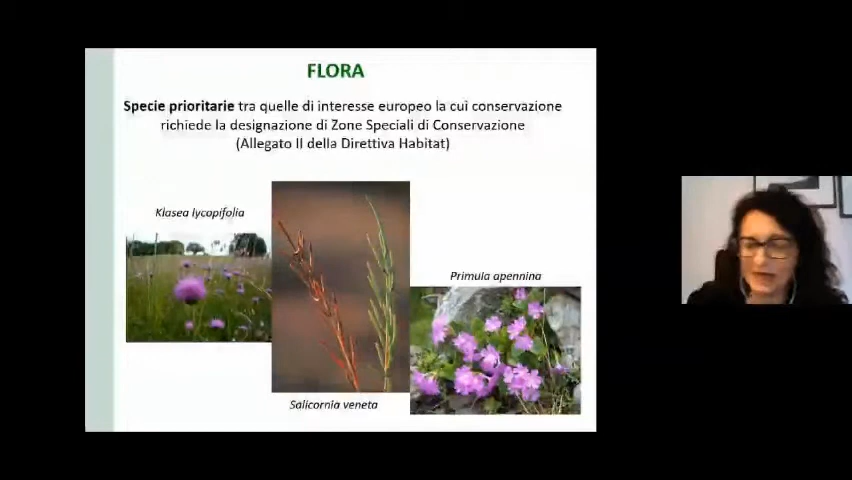 FLORA
Specie prioritarie tra quelle di interesse europeo la cui conservazione
richiede la designazione di Zone Speciali di Conservazione
(Allegato II della Direttiva Habitat)
Klasea lycopifolia
Primula apennina
Salicornia veneta